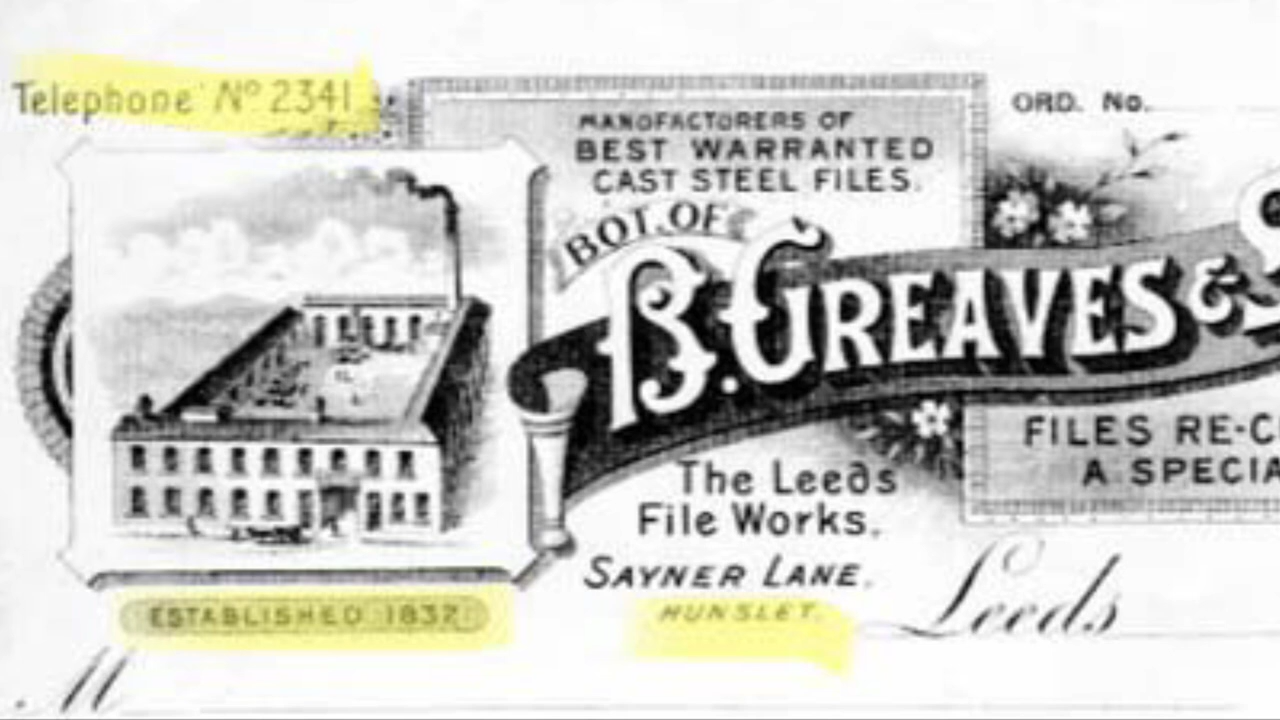 Telephone No 2341
ORD. No.
MANUFACTURERS OF
BEST WARRANTED
CAST STEEL FILES.
BOT. OF
B. GREAVES &
FILES RE-C
A SPECIA
The Leeds
File Works.
SAYNER LANE.
HUNSLET.
Leeds
ESTABLISHED 1832
M